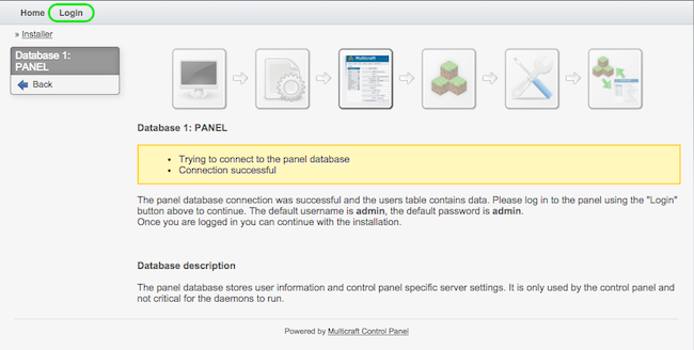 Home Login
» Installer
Database 1:
PANEL
Back
Multicraft
Database 1: PANEL
• Trying to connect to the panel database
• Connection successful
The panel database connection was successful and the users table contains data. Please log in to the panel using the "Login"
button above to continue. The default username is admin, the default password is admin.
Once you are logged in you can continue with the installation.
Database description
The panel database stores user information and control panel specific server settings. It is only used by the control panel and
not critical for the daemons to run.
Powered by Multicraft Control Panel